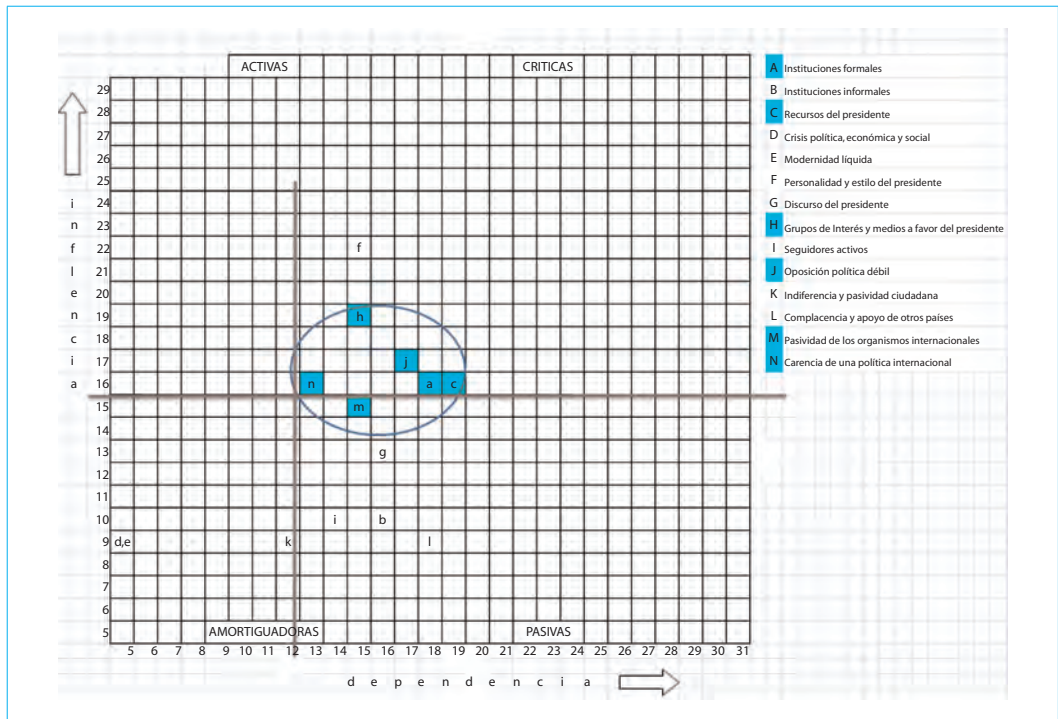 ACTIVAS CRITICAS
29
28
27
26
25
i 24
n 23
f 22 f
l 21
e 20
n 19 h
c 18
i 17 j
a 16 n a c
15 m
14
13 g
12
11
10 i b
9 d,e k l
8
7
6
5 AMORTIGUADORAS PASIVAS
5 6 7 8 9 10 11 12 13 14 15 16 17 18 19 20 21 22 23 24 25 26 27 28 29 30 31
d e p e n d e n c i a
A Instituciones formales
B Instituciones informales
C Recursos del presidente
D Crisis política, económica y social
E Modernidad líquida
F Personalidad y estilo del presidente
G Discurso del presidente
H Grupos de Interés y medios a favor del presidente
I Seguidores activos
J Oposición política débil
K Indiferencia y pasividad ciudadana
L Complacencia y apoyo de otros países
M Pasividad de los organismos internacionales
N Carencia de una política internacional